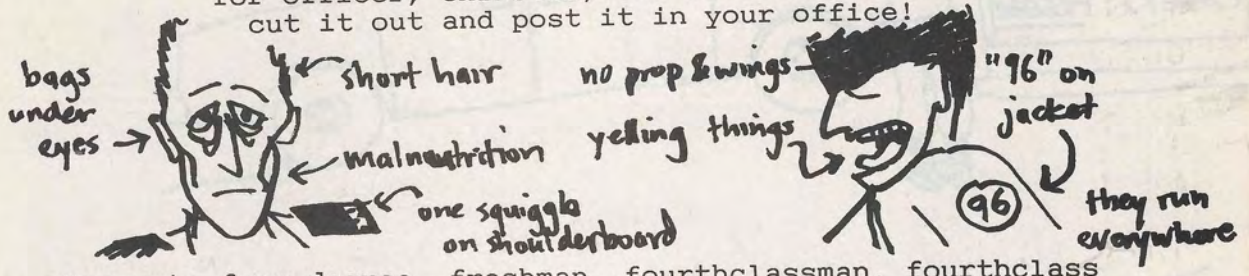 cut it out and post it in your office!
bags
under
eyes
short hair
malnutrition
one squiggle
on shoulderboard
no prop & wings
yelling things
"96" on
jacket
96
they run
everywhere
freshman, fourthclassman, fourthclass